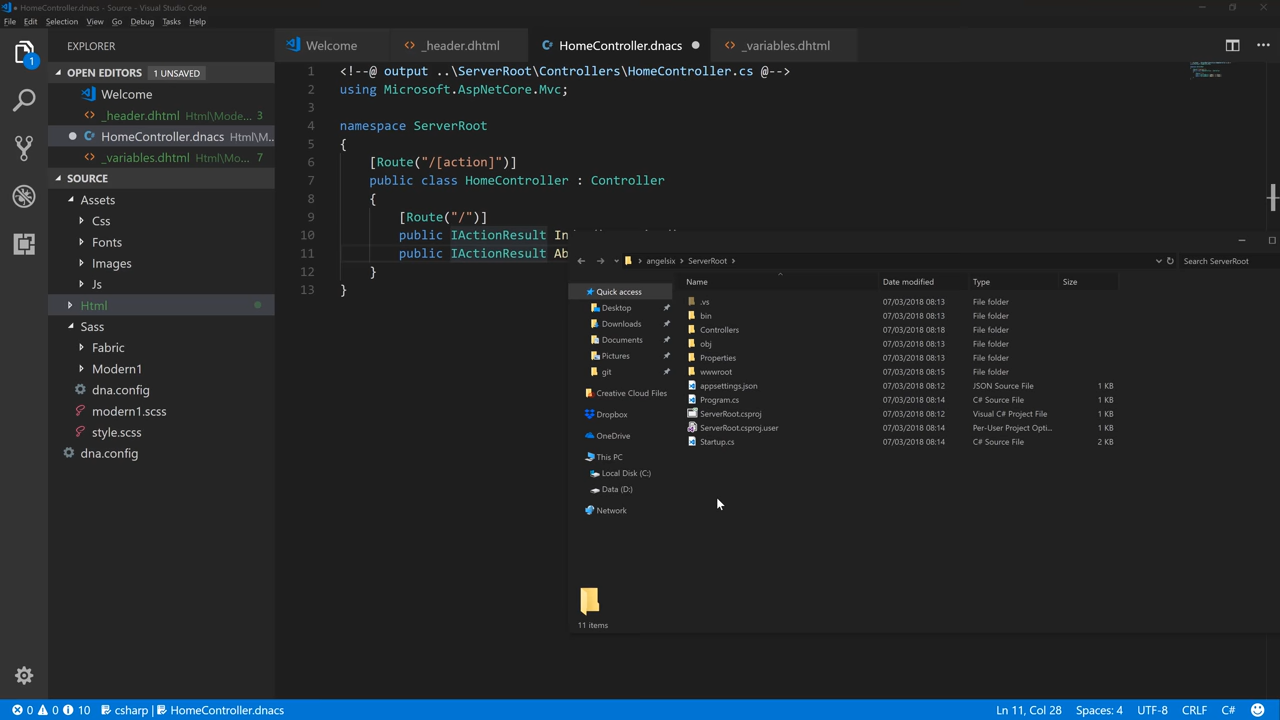 HomeController.dnacs - Source - Visual Studio Code
File Edit Selection View Go Debug Tasks Help
1
EXPLORER
OPEN EDITORS 1 UNSAVED
Welcome
_header.dhtml Html\Mode... 3
HomeController.dnacs Html\M...
_variables.dhtml Html\Mo... 7
SOURCE
Assets
Css
Fonts
Images
Js
Html
Sass
Fabric
Modern1
dna.config
modern1.scss
style.scss
dna.config
Welcome _header.dhtml HomeController.dnacs _variables.dhtml
1 <!--@ output ..\ServerRoot\Controllers\HomeController.cs @-->
2 using Microsoft.AspNetCore.Mvc;
3
4 namespace ServerRoot
5 {
6 [Route("/[action]")]
7 public class HomeController : Controller
8 {
9 [Route("/")]
10 public IActionResult In
11 public IActionResult Ab
12 }
13 }
angelsix > ServerRoot > Search ServerRoot
Quick access
Desktop
Downloads
Documents
Pictures
git
Creative Cloud Files
Dropbox
OneDrive
This PC
Local Disk (C:)
Data (D:)
Network
Name Date modified Type Size
.vs 07/03/2018 08:13 File folder
bin 07/03/2018 08:13 File folder
Controllers 07/03/2018 08:18 File folder
obj 07/03/2018 08:13 File folder
Properties 07/03/2018 08:13 File folder
wwwroot 07/03/2018 08:15 File folder
appsettings.json 07/03/2018 08:12 JSON Source File 1 KB
Program.cs 07/03/2018 08:14 C# Source File 1 KB
ServerRoot.csproj 07/03/2018 08:12 Visual C# Project File 1 KB
ServerRoot.csproj.user 07/03/2018 08:14 Per-User Project Opti... 1 KB
Startup.cs 07/03/2018 08:14 C# Source File 2 KB
11 items
0 0 10 csharp | HomeController.dnacs Ln 11, Col 28 Spaces: 4 UTF-8 CRLF C#